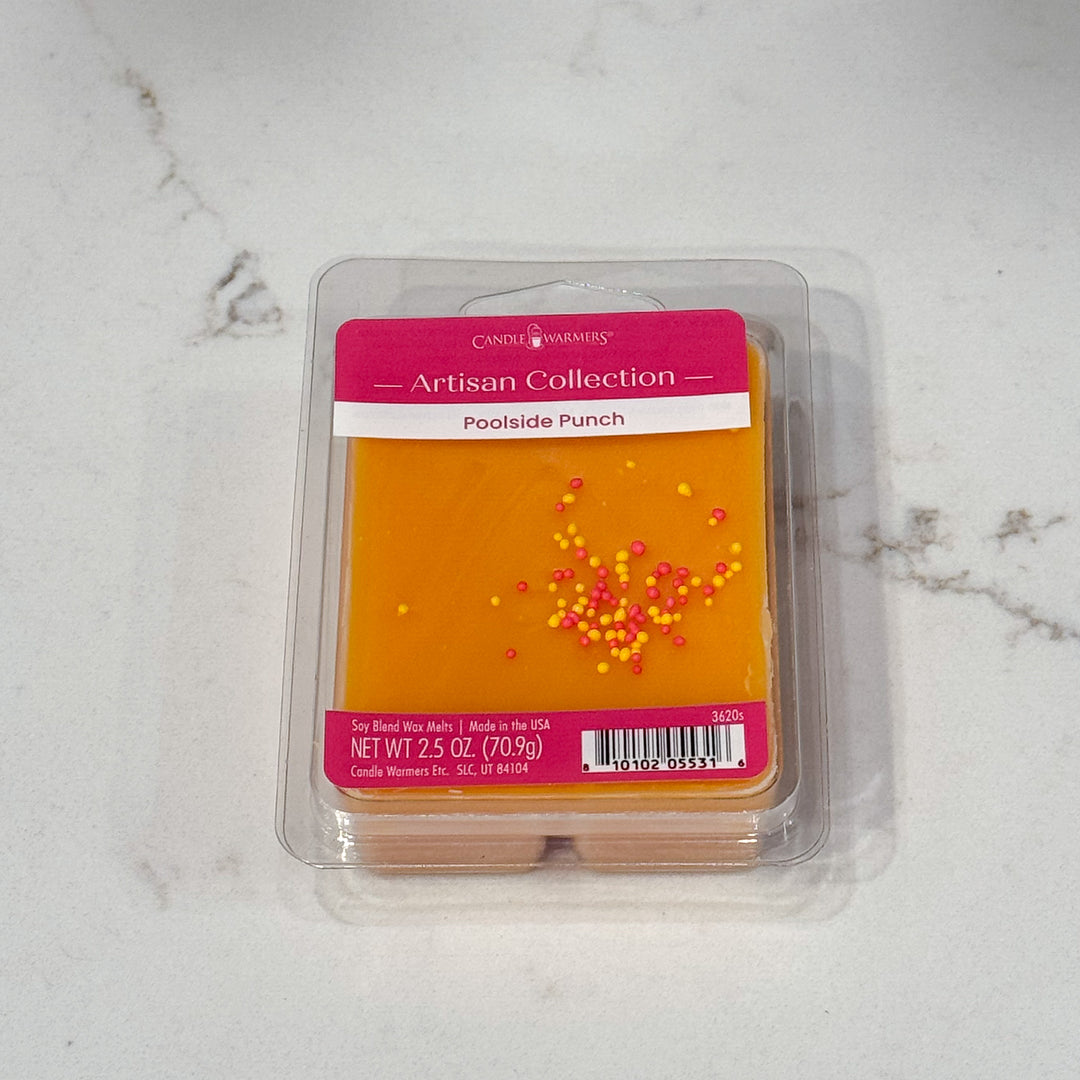 CANDLE WARMERS®
Artisan Collection
Poolside Punch
3620s
Soy Blend Wax Melts | Made in the USA
NET WT 2.5 OZ. (70.9g)
Candle Warmers Etc. SLC, UT 84104
8 10102 05531 6